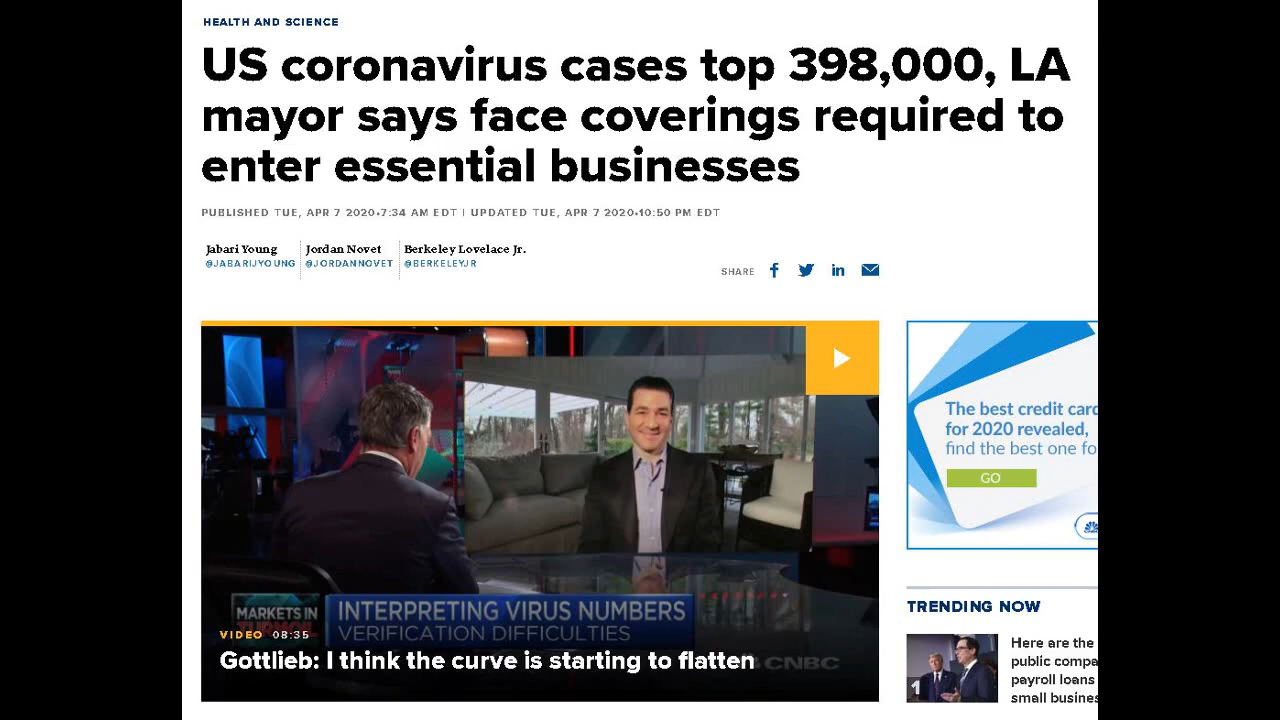 HEALTH AND SCIENCE
US coronavirus cases top 398,000, LA
mayor says face coverings required to
enter essential businesses
PUBLISHED TUE, APR 7 2020•7:34 AM EDT | UPDATED TUE, APR 7 2020•10:50 PM EDT
Jabari Young
@JABARIJYOUNG
Jordan Novet
@JORDANNOVET
Berkeley Lovelace Jr.
@BERKELEYJR
SHARE
MARKETS IN
TURMOIL
INTERPRETING VIRUS NUMBERS
VERIFICATION DIFFICULTIES
VIDEO 08:35
Gottlieb: I think the curve is starting to flatten
CNBC
The best credit card
for 2020 revealed,
find the best one fo
GO
TRENDING NOW
1
Here are the
public compa
payroll loans
small busines